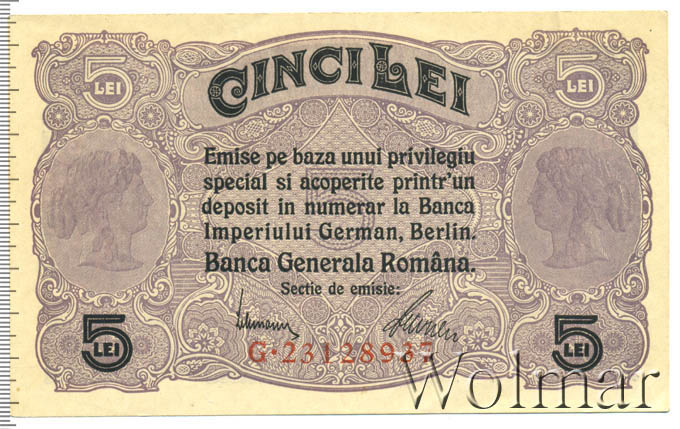 5 LEI
CINCI LEI
5 LEI
Emise pe baza unui privilegiu
special si acoperite printr'un
deposit in numerar la Banca
Imperiului German, Berlin.
Banca Generala Româna.
Sectie de emisie:
5 LEI
G·23128937
5 LEI
Wolmar